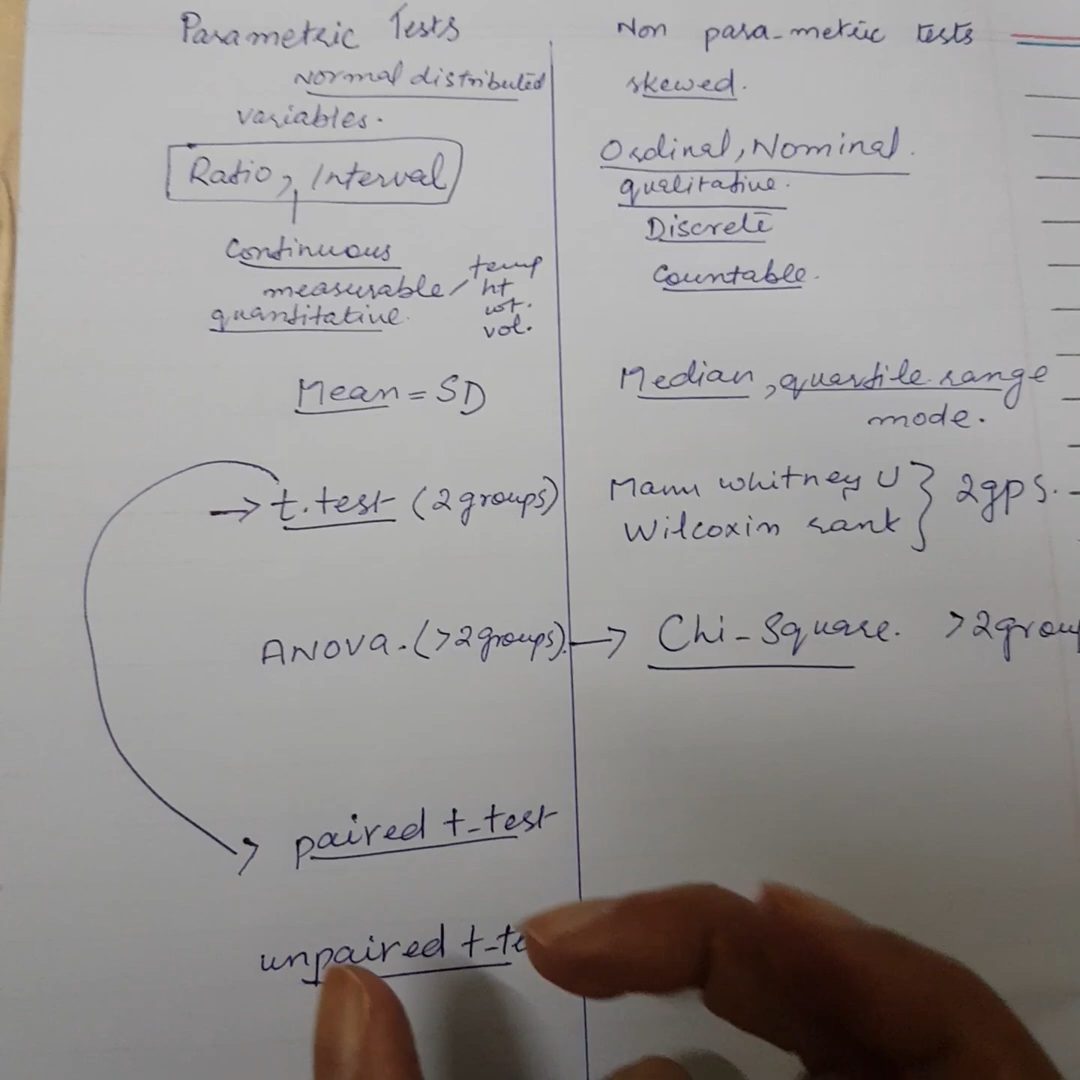 Parametric Tests
Normal distributed
variables.
Ratio, Interval
Continuous
measurable
quantitative.
temp
ht
wt.
vol.
Mean = SD
→ t.test (2 groups)
ANOVA. (>2groups).
paired t-test
unpaired t-te
Non para-metric tests
skewed.
Ordinal, Nominal.
qualitative.
Discrete
Countable.
Median, quartile range
mode.
Mann whitney U
Wilcoxin rank
} 2gps.
→ Chi-Square. >2group